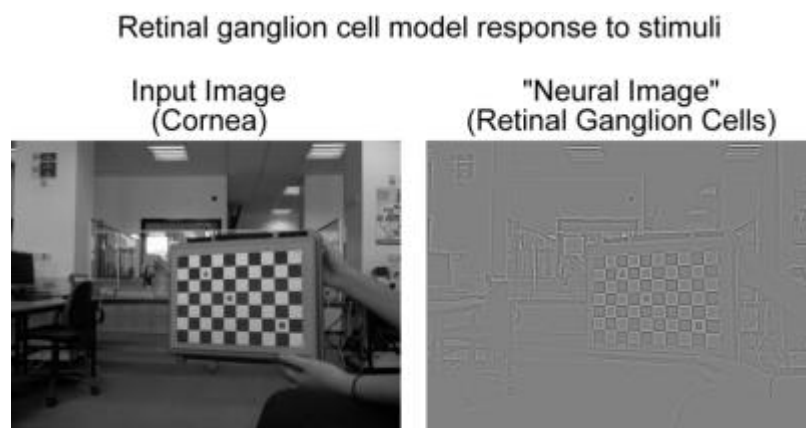 Retinal ganglion cell model response to stimuli
Input Image
(Cornea)
"Neural Image"
(Retinal Ganglion Cells)